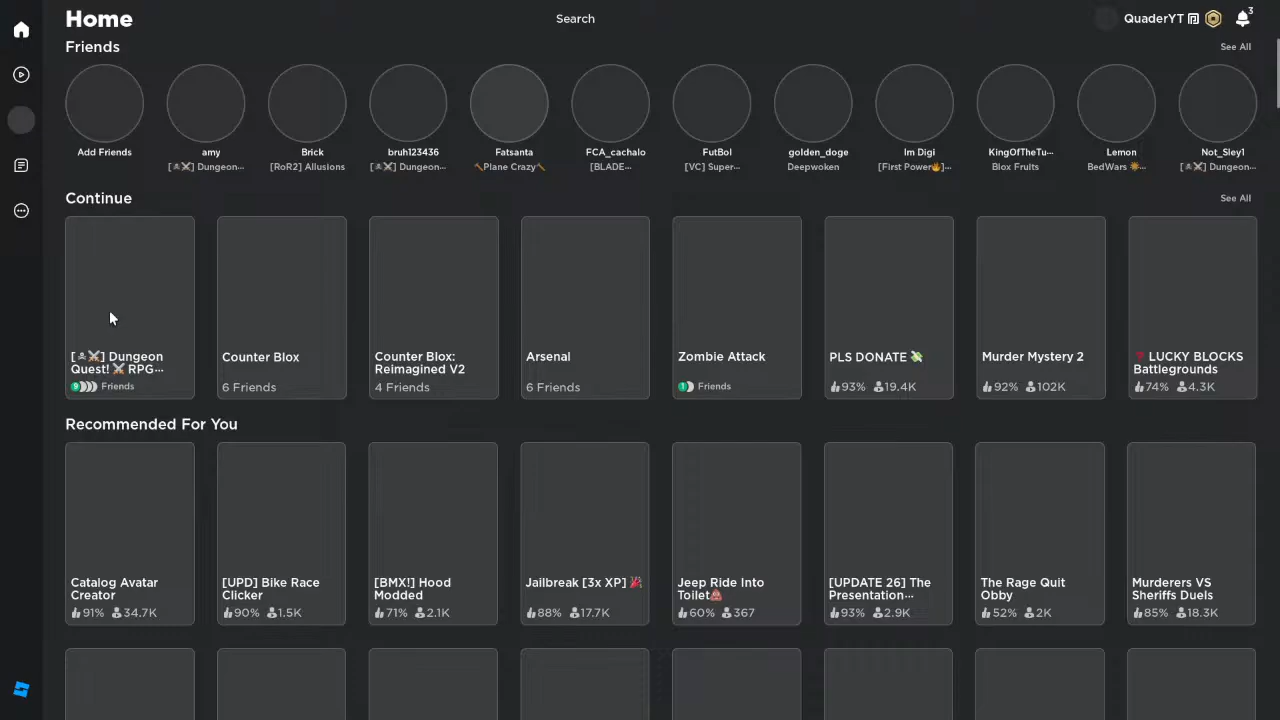 Home
Search
QuaderYT
3
Friends
See All
Add Friends
amy
[☠⚔] Dungeon...
Brick
[RoR2] Allusions
bruh123436
[☠⚔] Dungeon...
Fatsanta
🔨Plane Crazy🔨
FCA_cachalo
[BLADE...
FutBol
[VC] Super...
golden_doge
Deepwoken
Im Digi
[First Power🖐]...
KingOfTheTu...
Blox Fruits
Lemon
BedWars ☀...
Not_Sley1
[☠⚔] Dungeon...
Continue
See All
[☠⚔] Dungeon
Quest! ⚔ RPG...
9 Friends
Counter Blox
6 Friends
Counter Blox:
Reimagined V2
4 Friends
Arsenal
6 Friends
Zombie Attack
1 Friends
PLS DONATE 💸
93% 19.4K
Murder Mystery 2
92% 102K
🎈 LUCKY BLOCKS
Battlegrounds
74% 4.3K
Recommended For You
Catalog Avatar
Creator
91% 34.7K
[UPD] Bike Race
Clicker
90% 1.5K
[BMX!] Hood
Modded
71% 2.1K
Jailbreak [3x XP] 🎉
88% 17.7K
Jeep Ride Into
Toilet💩
60% 367
[UPDATE 26] The
Presentation...
93% 2.9K
The Rage Quit
Obby
52% 2K
Murderers VS
Sheriffs Duels
85% 18.3K